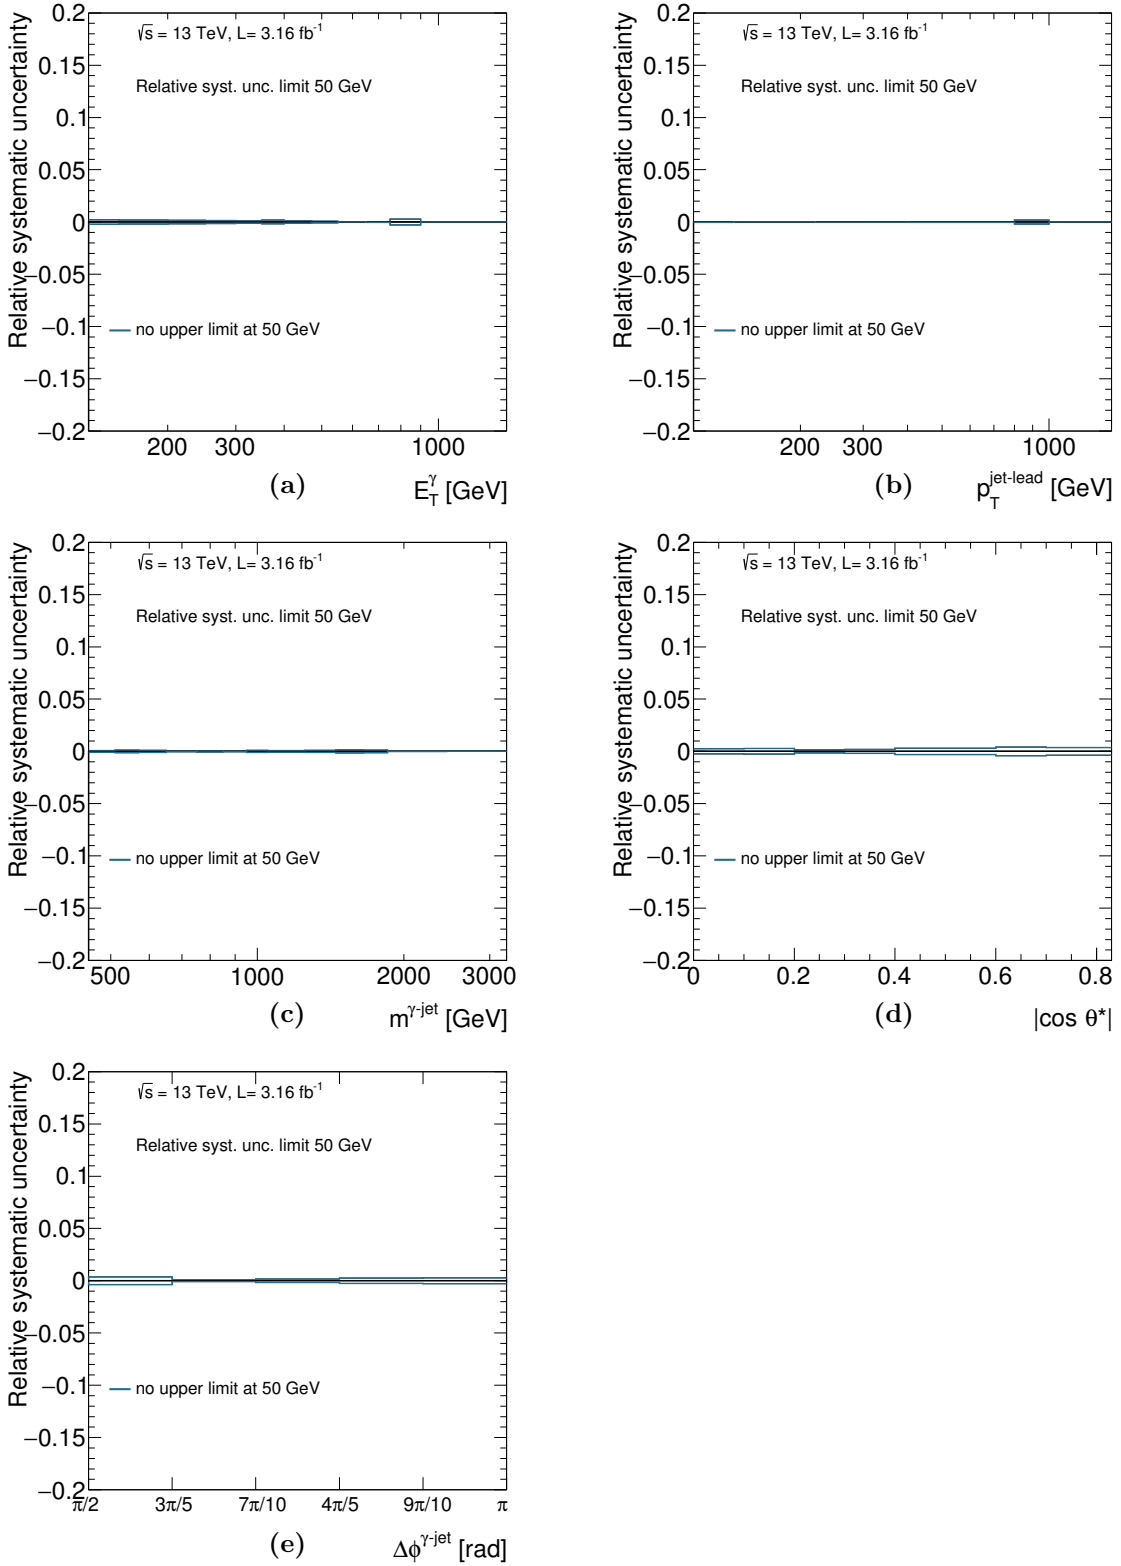 Relative systematic uncertainty
0.2
0.15
0.1
0.05
0
−0.05
−0.1
−0.15
−0.2
√s = 13 TeV, L= 3.16 fb⁻¹
Relative syst. unc. limit 50 GeV
no upper limit at 50 GeV
200 300 1000
(a) E_T^γ [GeV]
Relative systematic uncertainty
0.2
0.15
0.1
0.05
0
−0.05
−0.1
−0.15
−0.2
√s = 13 TeV, L= 3.16 fb⁻¹
Relative syst. unc. limit 50 GeV
no upper limit at 50 GeV
200 300 1000
(b) p_T^jet-lead [GeV]
Relative systematic uncertainty
0.2
0.15
0.1
0.05
0
−0.05
−0.1
−0.15
−0.2
√s = 13 TeV, L= 3.16 fb⁻¹
Relative syst. unc. limit 50 GeV
no upper limit at 50 GeV
500 1000 2000 3000
(c) m^γ-jet [GeV]
Relative systematic uncertainty
0.2
0.15
0.1
0.05
0
−0.05
−0.1
−0.15
−0.2
√s = 13 TeV, L= 3.16 fb⁻¹
Relative syst. unc. limit 50 GeV
no upper limit at 50 GeV
0 0.2 0.4 0.6 0.8
(d) |cos θ*|
Relative systematic uncertainty
0.2
0.15
0.1
0.05
0
−0.05
−0.1
−0.15
−0.2
√s = 13 TeV, L= 3.16 fb⁻¹
Relative syst. unc. limit 50 GeV
no upper limit at 50 GeV
π/2 3π/5 7π/10 4π/5 9π/10 π
(e) Δϕ^γ-jet [rad]